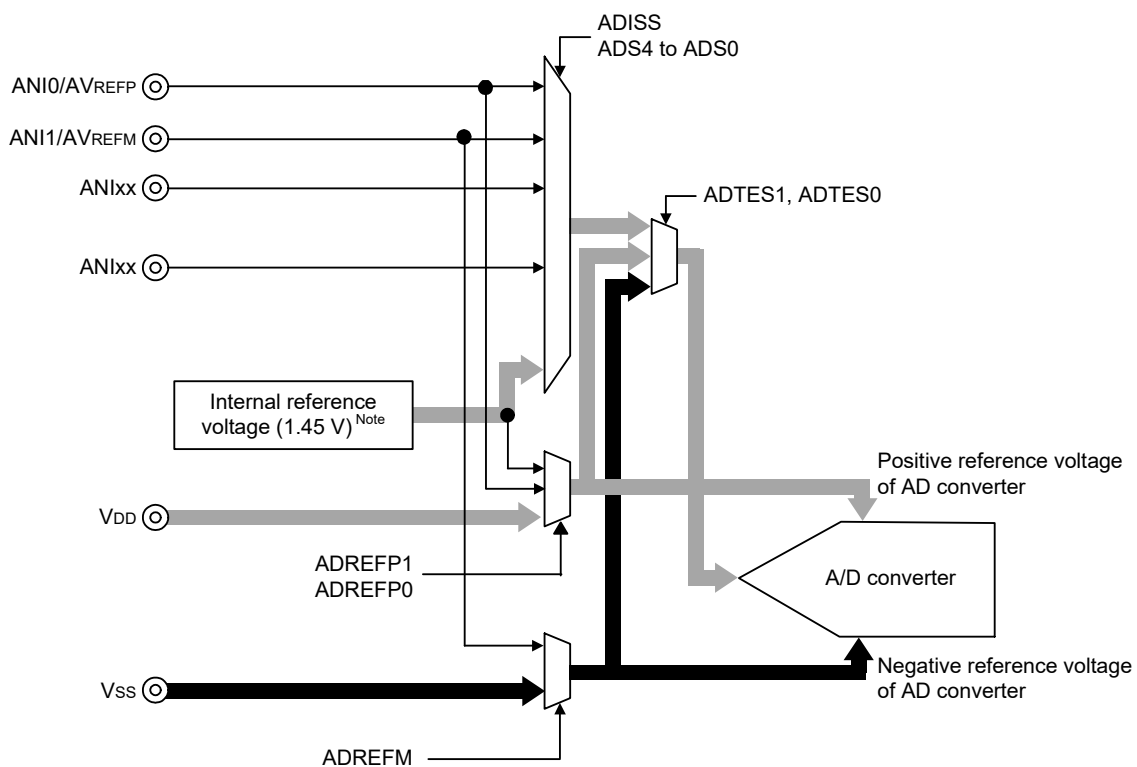 ADISS
ADS4 to ADS0
ANI0/AVREFP
ANI1/AVREFM
ANIxx
ADTES1, ADTES0
ANIxx
Internal reference
voltage (1.45 V) Note
Positive reference voltage
of AD converter
VDD
ADREFP1
ADREFP0
A/D converter
Negative reference voltage
of AD converter
VSS
ADREFM